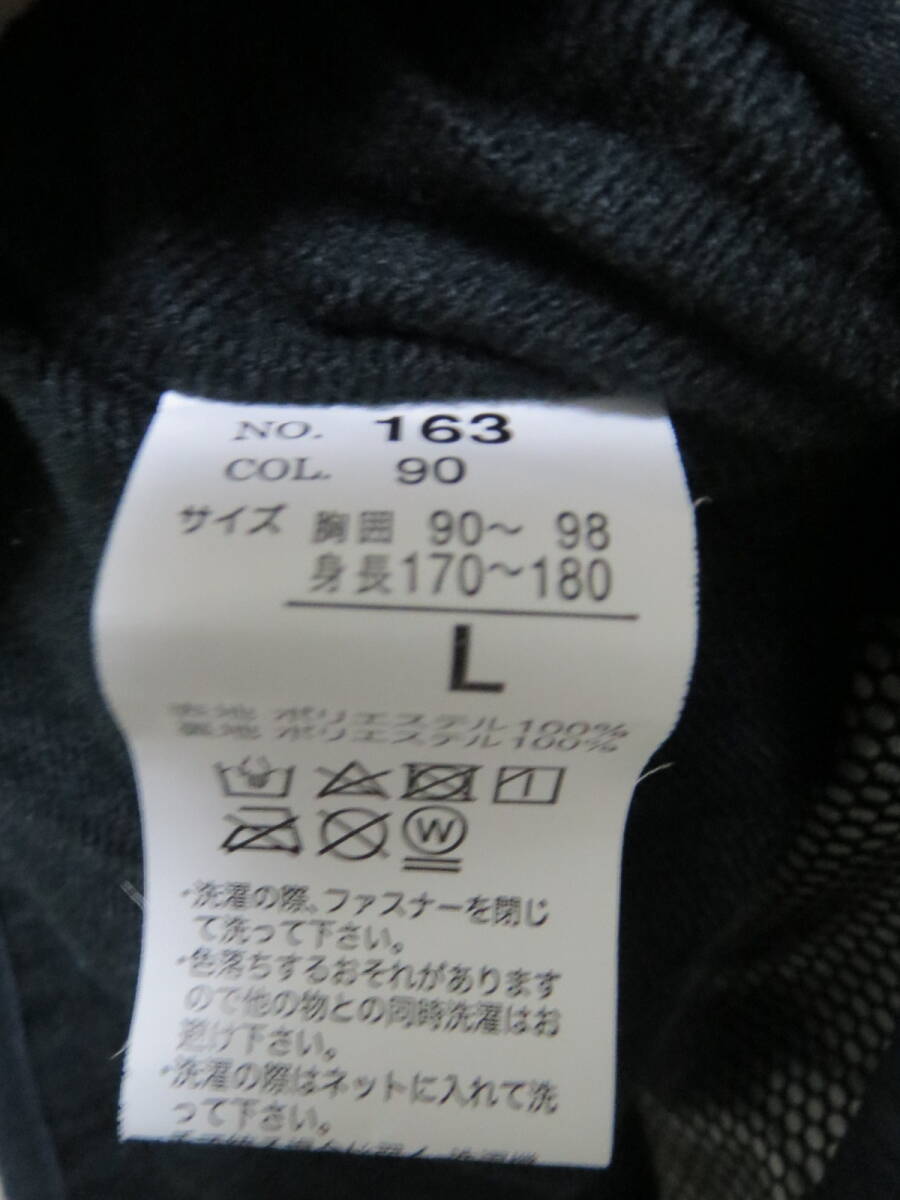 NO. 163
COL. 90
サイズ 胸囲 90〜 98
身長170〜180
L
表地 ポリエステル100%
裏地 ポリエステル100%
W
・洗濯の際、ファスナーを閉じ
て洗って下さい。
・色落ちするおそれがあります
ので他の物との同時洗濯はお
避け下さい。
・洗濯の際はネットに入れて洗
って下さい。